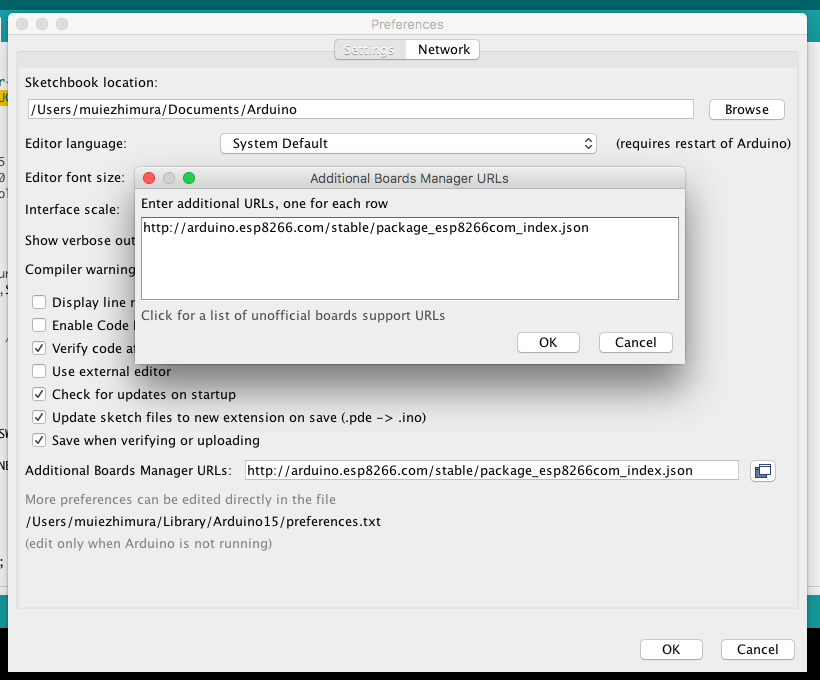 Preferences
Settings Network
Sketchbook location:
/Users/muiezhimura/Documents/Arduino Browse
Editor language: System Default (requires restart of Arduino)
Editor font size:
Interface scale:
Show verbose out
Compiler warning
Additional Boards Manager URLs
Enter additional URLs, one for each row
http://arduino.esp8266.com/stable/package_esp8266com_index.json
Click for a list of unofficial boards support URLs
OK Cancel
Display line
Enable Code
Verify code af
Use external editor
Check for updates on startup
Update sketch files to new extension on save (.pde -> .ino)
Save when verifying or uploading
Additional Boards Manager URLs: http://arduino.esp8266.com/stable/package_esp8266com_index.json
More preferences can be edited directly in the file
/Users/muiezhimura/Library/Arduino15/preferences.txt
(edit only when Arduino is not running)
OK Cancel